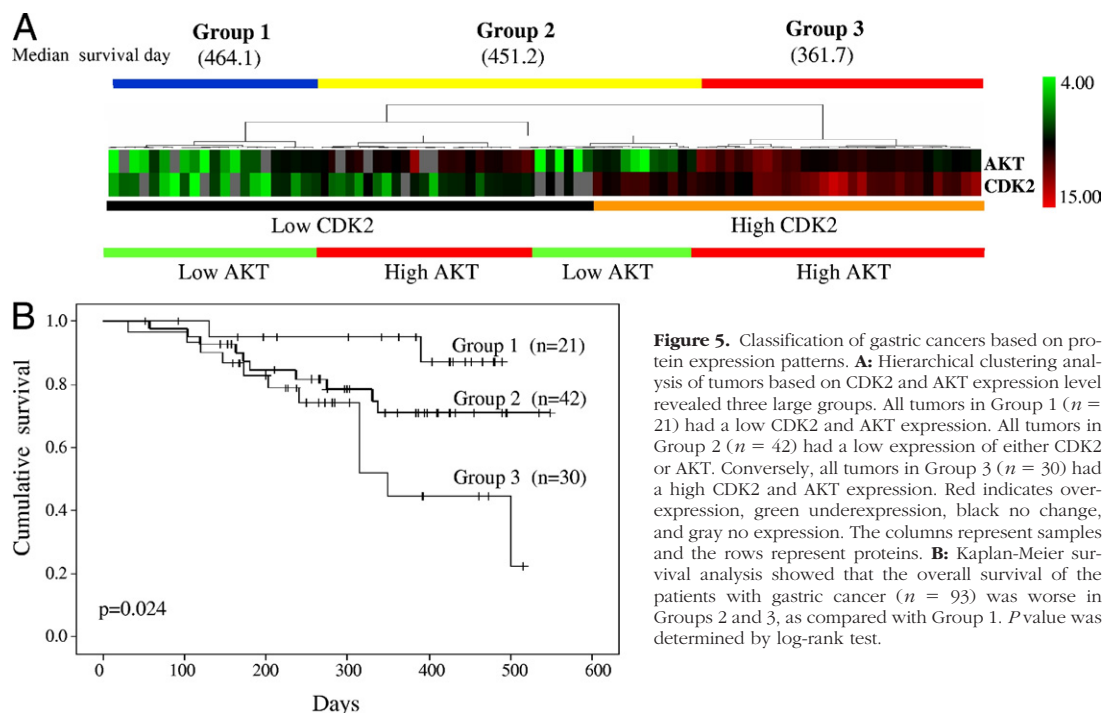 A
Group 1 Group 2 Group 3
Median survival day (464.1) (451.2) (361.7)
4.00
AKT
CDK2
15.00
Low CDK2 High CDK2
Low AKT High AKT Low AKT High AKT
B
1.0
0.8
0.6
0.4
0.2
0.0
Cumulative survival
Group 1 (n=21)
Group 2 (n=42)
Group 3 (n=30)
p=0.024
0 100 200 300 400 500 600
Days
Figure 5. Classification of gastric cancers based on pro-
tein expression patterns. A: Hierarchical clustering anal-
ysis of tumors based on CDK2 and AKT expression level
revealed three large groups. All tumors in Group 1 (n =
21) had a low CDK2 and AKT expression. All tumors in
Group 2 (n = 42) had a low expression of either CDK2
or AKT. Conversely, all tumors in Group 3 (n = 30) had
a high CDK2 and AKT expression. Red indicates over-
expression, green underexpression, black no change,
and gray no expression. The columns represent samples
and the rows represent proteins. B: Kaplan-Meier sur-
vival analysis showed that the overall survival of the
patients with gastric cancer (n = 93) was worse in
Groups 2 and 3, as compared with Group 1. P value was
determined by log-rank test.